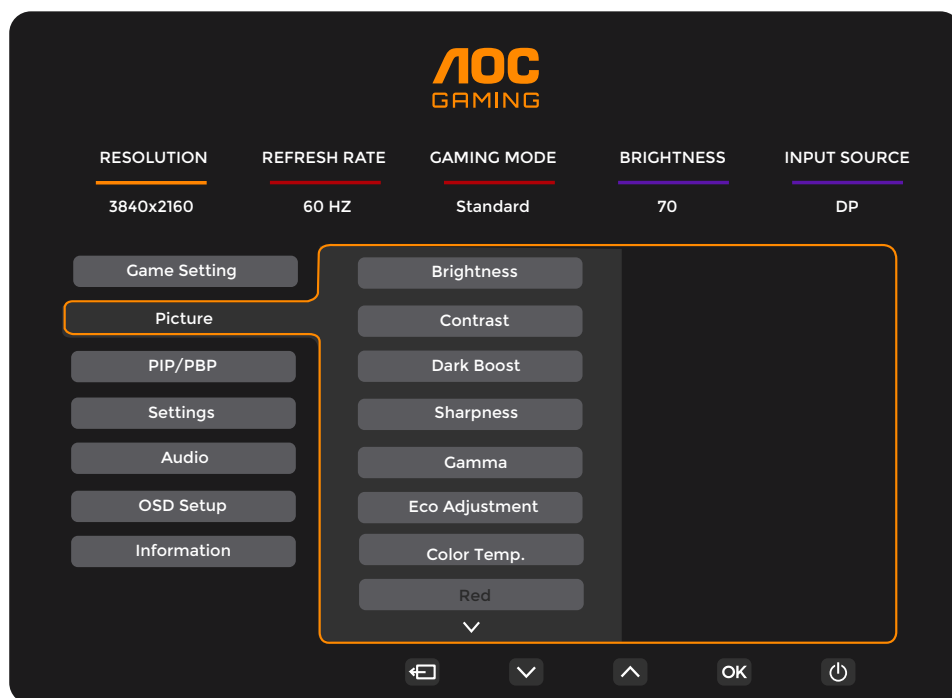 AOC
GAMING
RESOLUTION REFRESH RATE GAMING MODE BRIGHTNESS INPUT SOURCE
3840x2160 60 HZ Standard 70 DP
Game Setting
Picture
PIP/PBP
Settings
Audio
OSD Setup
Information
Brightness
Contrast
Dark Boost
Sharpness
Gamma
Eco Adjustment
Color Temp.
Red
OK